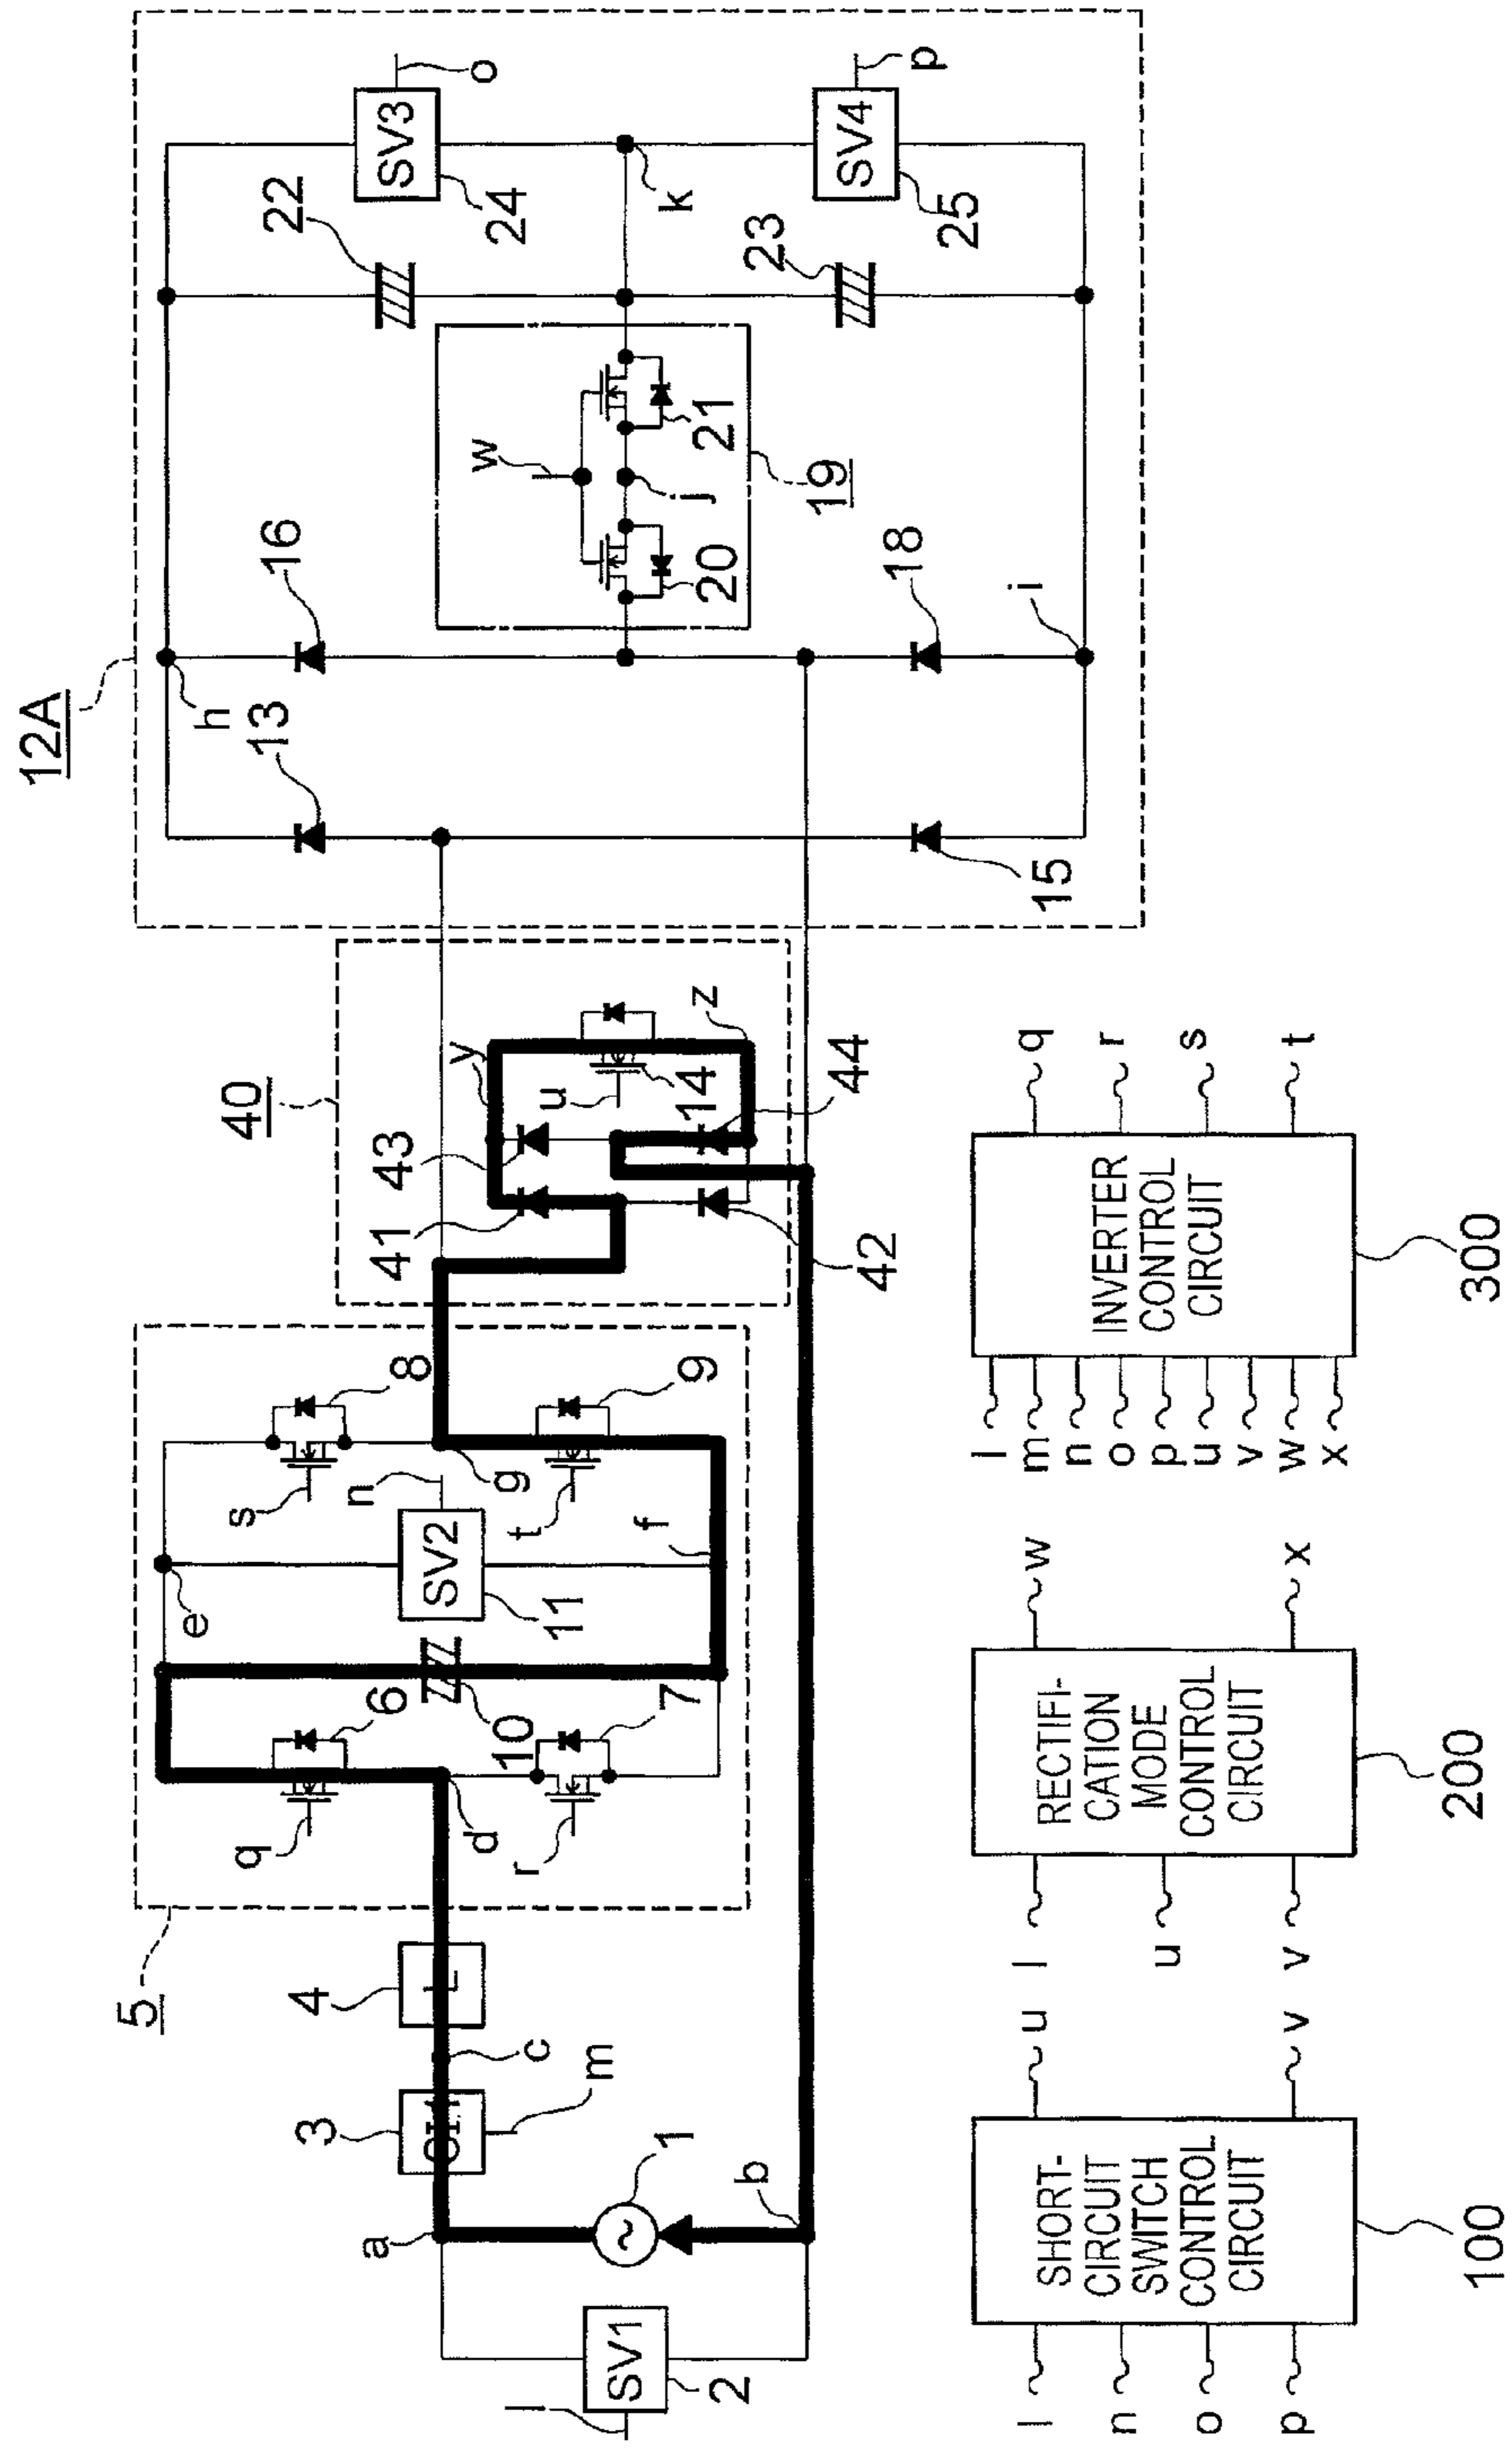 12A
SV3
o
24
22
k
23
SV4
p
25
w
j
21
20
19
16
h
13
18
i
15
40
y
z
u
14
43
44
41
42
5
s
8
n
g
9
t
e
SV2
11
f
q
6
10
7
d
r
4
3
c
m
a
1
b
l
SV1
2
SHORT-
CIRCUIT
SWITCH
CONTROL
CIRCUIT
100
l
n
o
p
u
v
RECTIFI-
CATION
MODE
CONTROL
CIRCUIT
200
l
u
v
w
x
INVERTER
CONTROL
CIRCUIT
300
l
m
n
o
p
u
v
w
x
q
r
s
t